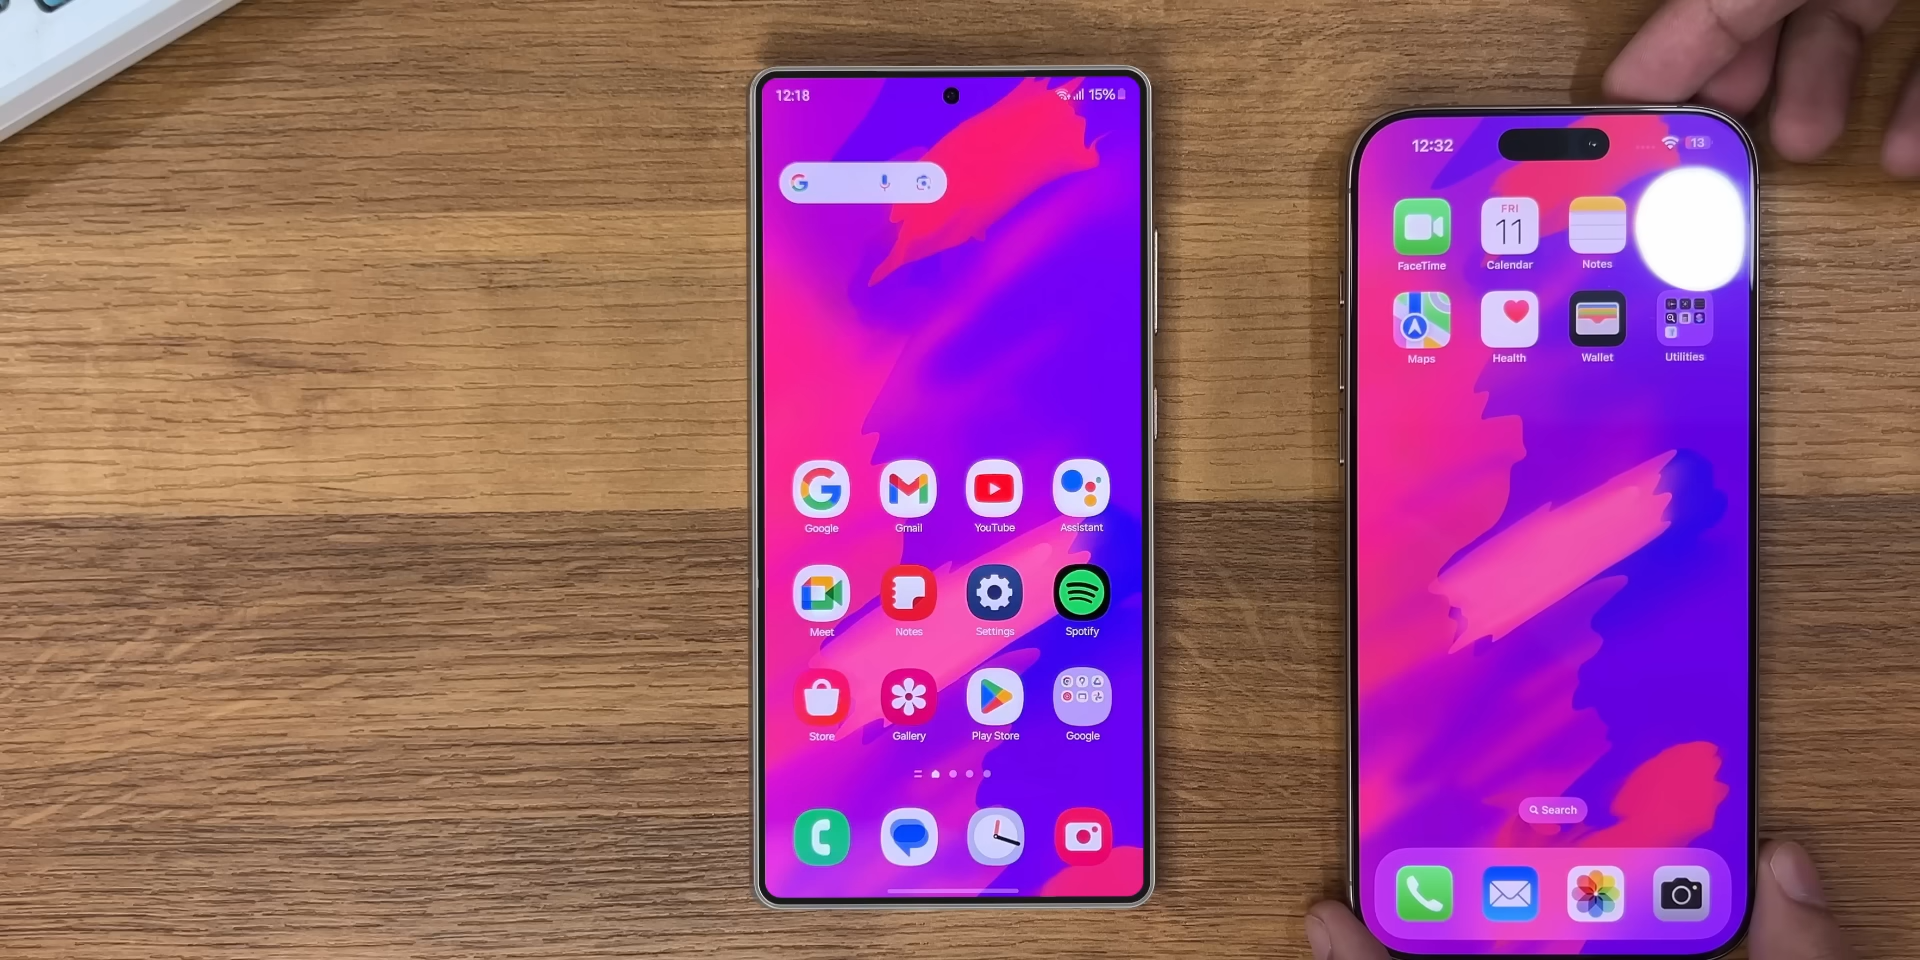 12:18
15%
Google
Gmail
YouTube
Assistant
Meet
Notes
Settings
Spotify
Store
Gallery
Play Store
Google
12:32
13
FRI
11
FaceTime
Calendar
Notes
Maps
Health
Wallet
Utilities
Search